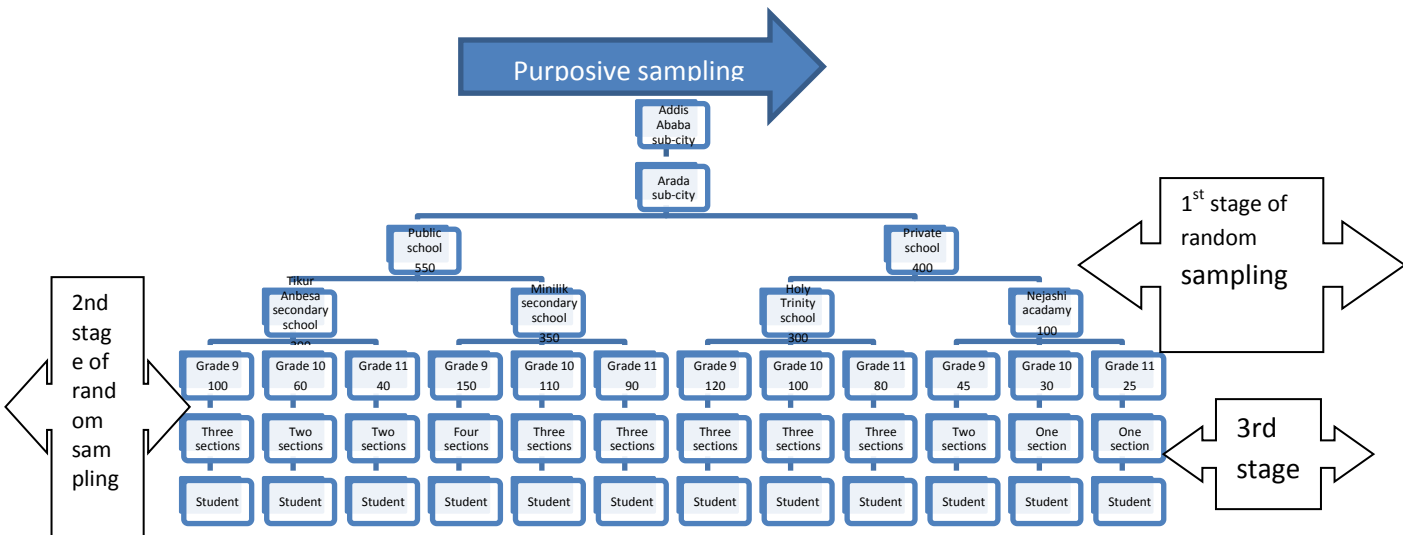 Purposive sampling
Addis
Ababa
sub-city
Arada
sub-city
Public
school
550
Private
school
400
1st stage of
random
sampling
Tikur
Anbesa
secondary
school
Minilik
secondary
school
350
Holy
Trinity
school
300
Nejashi
acadamy
100
2nd
stag
e of
rand
om
sam
pling
Grade 9
100
Grade 10
60
Grade 11
40
Grade 9
150
Grade 10
110
Grade 11
90
Grade 9
120
Grade 10
100
Grade 11
80
Grade 9
45
Grade 10
30
Grade 11
25
Three
sections
Two
sections
Two
sections
Four
sections
Three
sections
Three
sections
Three
sections
Three
sections
Three
sections
Two
sections
One
section
One
section
3rd
stage
Student
Student
Student
Student
Student
Student
Student
Student
Student
Student
Student
Student